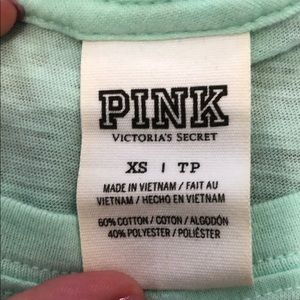 PINK
VICTORIA'S SECRET
XS | TP
MADE IN VIETNAM / FAIT AU
VIETNAM / HECHO EN VIETNAM
60% COTTON / COTON / ALGODÓN
40% POLYESTER / POLIÉSTER